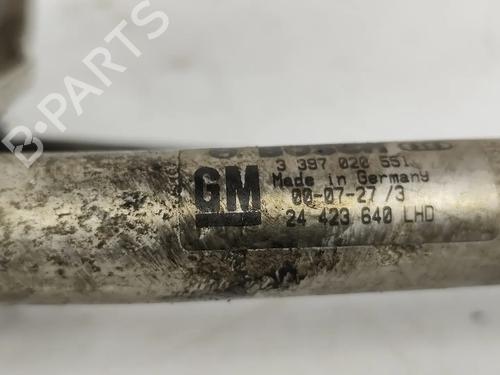 3 397 020 551
Made in Germany
00-07-27 /3
GM
24 423 640 LHD
B-PARTS